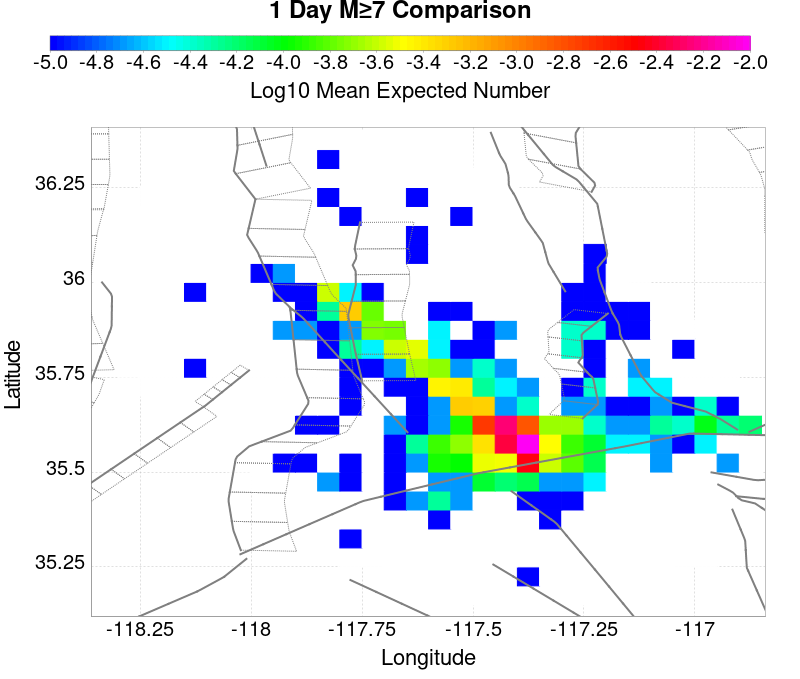 1 Day M≥7 Comparison
-5.0 -4.8 -4.6 -4.4 -4.2 -4.0 -3.8 -3.6 -3.4 -3.2 -3.0 -2.8 -2.6 -2.4 -2.2 -2.0
Log10 Mean Expected Number
36.25
36
35.75
35.5
35.25
Latitude
-118.25 -118 -117.75 -117.5 -117.25 -117
Longitude